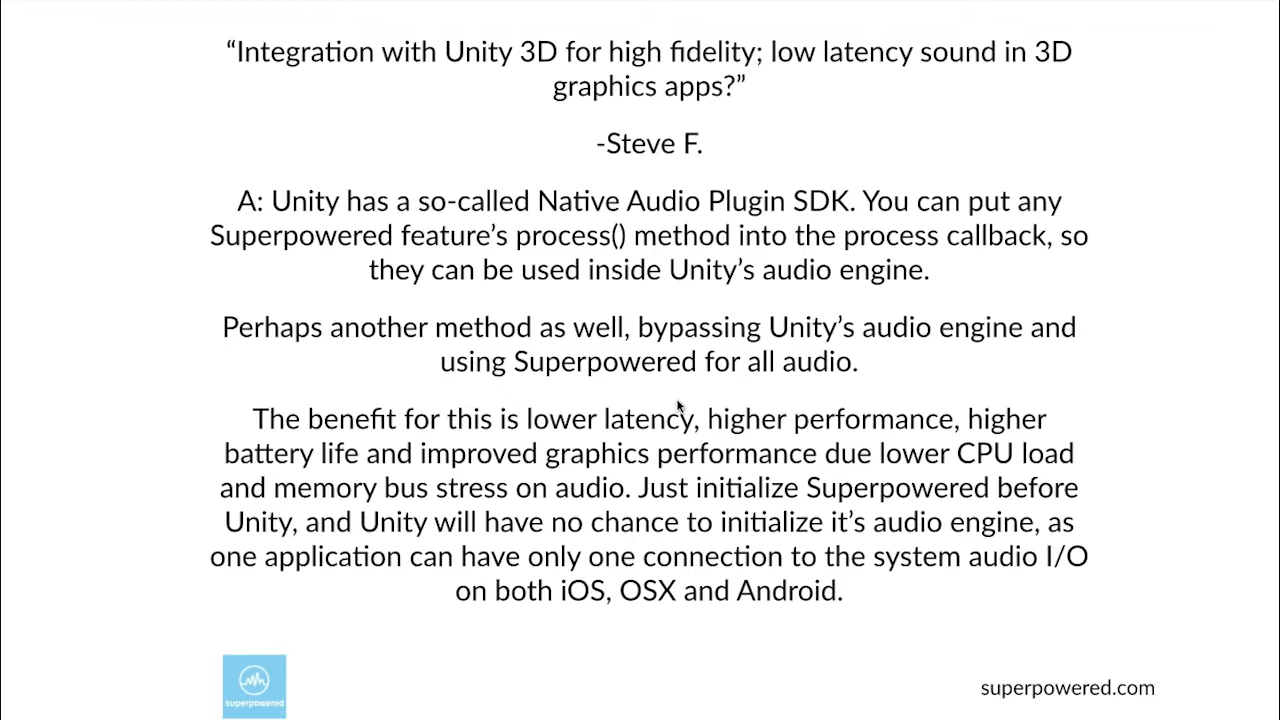 “Integration with Unity 3D for high fidelity; low latency sound in 3D
graphics apps?”
-Steve F.
A: Unity has a so-called Native Audio Plugin SDK. You can put any
Superpowered feature’s process() method into the process callback, so
they can be used inside Unity’s audio engine.
Perhaps another method as well, bypassing Unity’s audio engine and
using Superpowered for all audio.
The benefit for this is lower latency, higher performance, higher
battery life and improved graphics performance due lower CPU load
and memory bus stress on audio. Just initialize Superpowered before
Unity, and Unity will have no chance to initialize it’s audio engine, as
one application can have only one connection to the system audio I/O
on both iOS, OSX and Android.
superpowered
superpowered.com